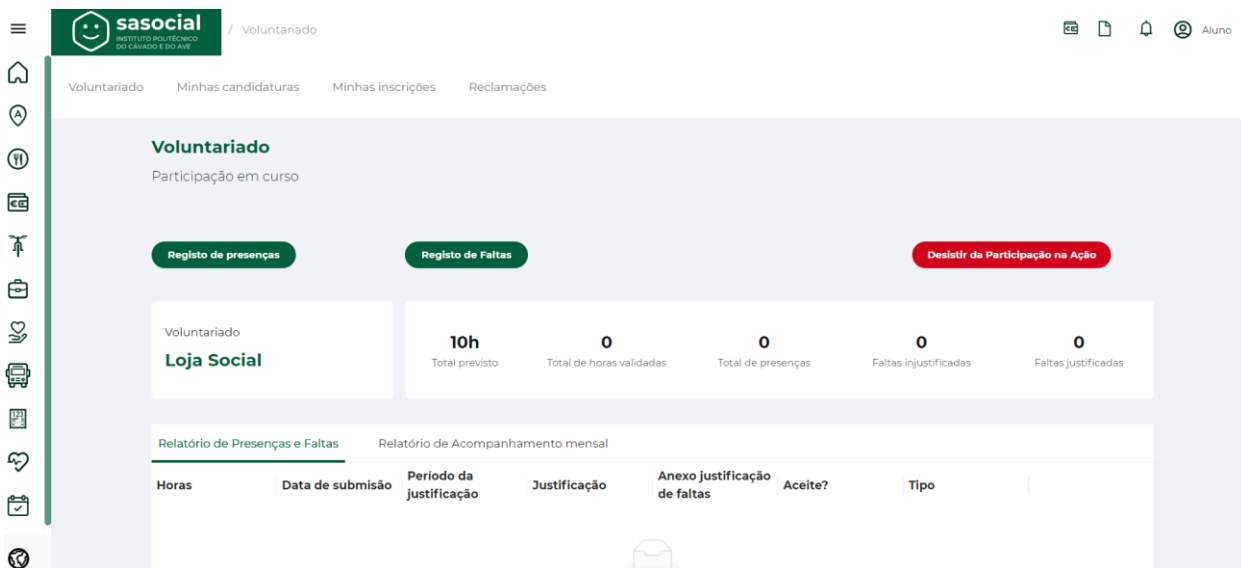 sasocial
INSTITUTO POLITÉCNICO
DO CÁVADO E DO AVE
/ Voluntariado
Aluno
Voluntariado Minhas candidaturas Minhas inscrições Reclamações
Voluntariado
Participação em curso
Registo de presenças Registo de Faltas Desistir da Participação na Ação
Voluntariado
Loja Social
10h 0 0 0 0
Total previsto Total de horas validadas Total de presenças Faltas injustificadas Faltas justificadas
Relatório de Presenças e Faltas Relatório de Acompanhamento mensal
Horas Data de submisão Período da justificação Justificação Anexo justificação de faltas Aceite? Tipo